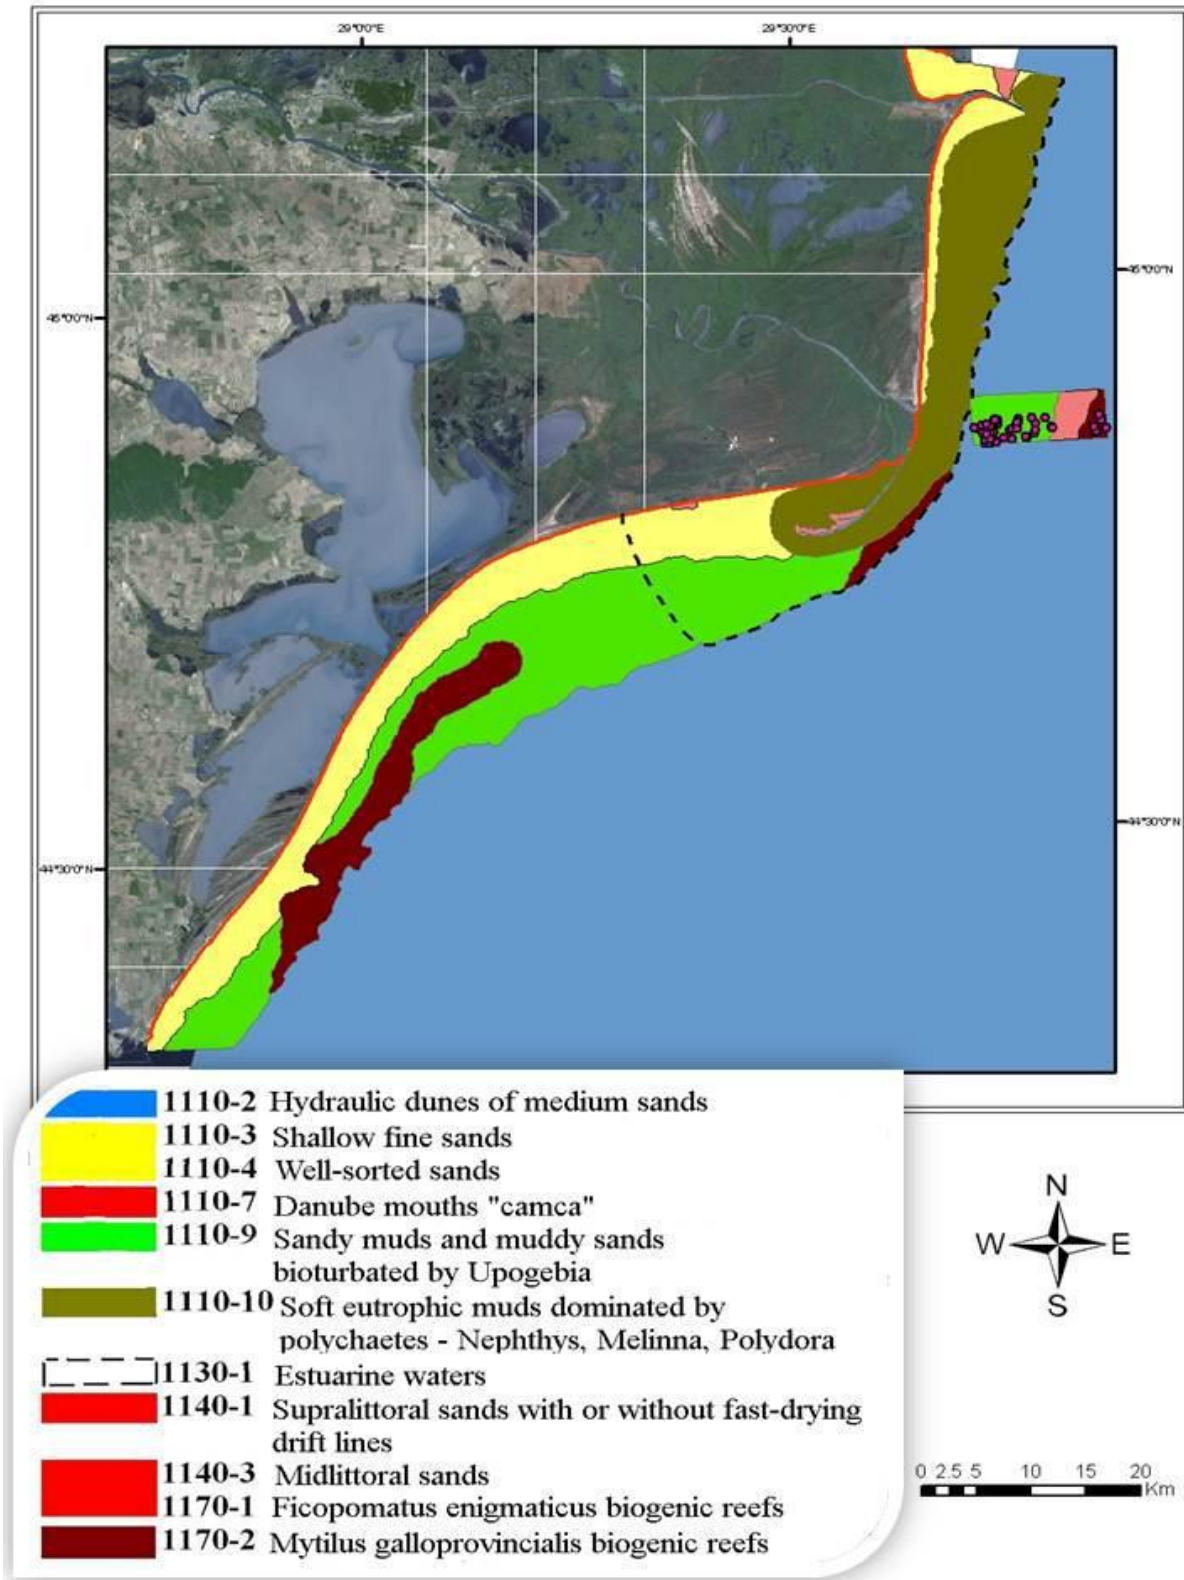 29°0'0"E
29°30'0"E
45°0'0"N
45°0'0"N
44°30'0"N
44°30'0"N
1110-2 Hydraulic dunes of medium sands
1110-3 Shallow fine sands
1110-4 Well-sorted sands
1110-7 Danube mouths "camca"
1110-9 Sandy muds and muddy sands
bioturbated by Upogebia
1110-10 Soft eutrophic muds dominated by
polychaetes - Nephthys, Melinna, Polydora
1130-1 Estuarine waters
1140-1 Supralittoral sands with or without fast-drying
drift lines
1140-3 Midlittoral sands
1170-1 Ficopomatus enigmaticus biogenic reefs
1170-2 Mytilus galloprovincialis biogenic reefs
N
W E
S
0 2.5 5 10 15 20
Km